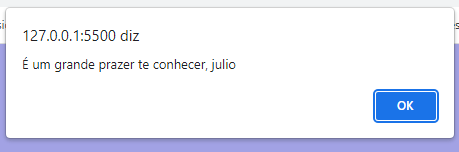 127.0.0.1:5500 diz
É um grande prazer te conhecer, julio
OK